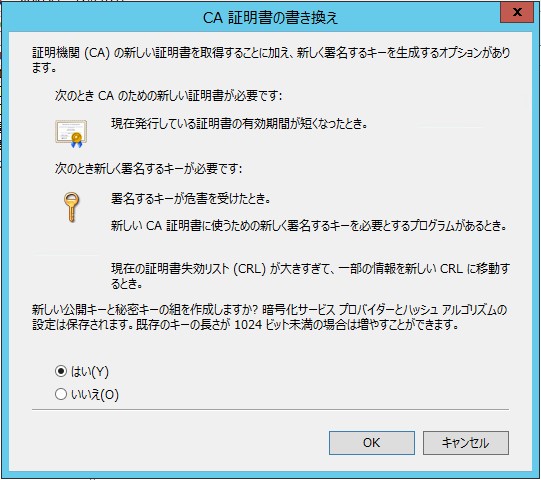 CA 証明書の書き換え
証明機関 (CA) の新しい証明書を取得することに加え、新しく署名するキーを生成するオプションがあり
ます。
次のとき CA のための新しい証明書が必要です:
現在発行している証明書の有効期間が短くなったとき。
次のとき新しく署名するキーが必要です:
署名するキーが危害を受けたとき。
新しい CA 証明書に使うための新しく署名するキーを必要とするプログラムがあるとき。
現在の証明書失効リスト (CRL) が大きすぎて、一部の情報を新しい CRL に移動す
るとき。
新しい公開キーと秘密キーの組を作成しますか? 暗号化サービス プロバイダーとハッシュ アルゴリズムの
設定は保存されます。既存のキーの長さが 1024 ビット未満の場合は増やすことができます。
はい(Y)
いいえ(O)
OK
キャンセル